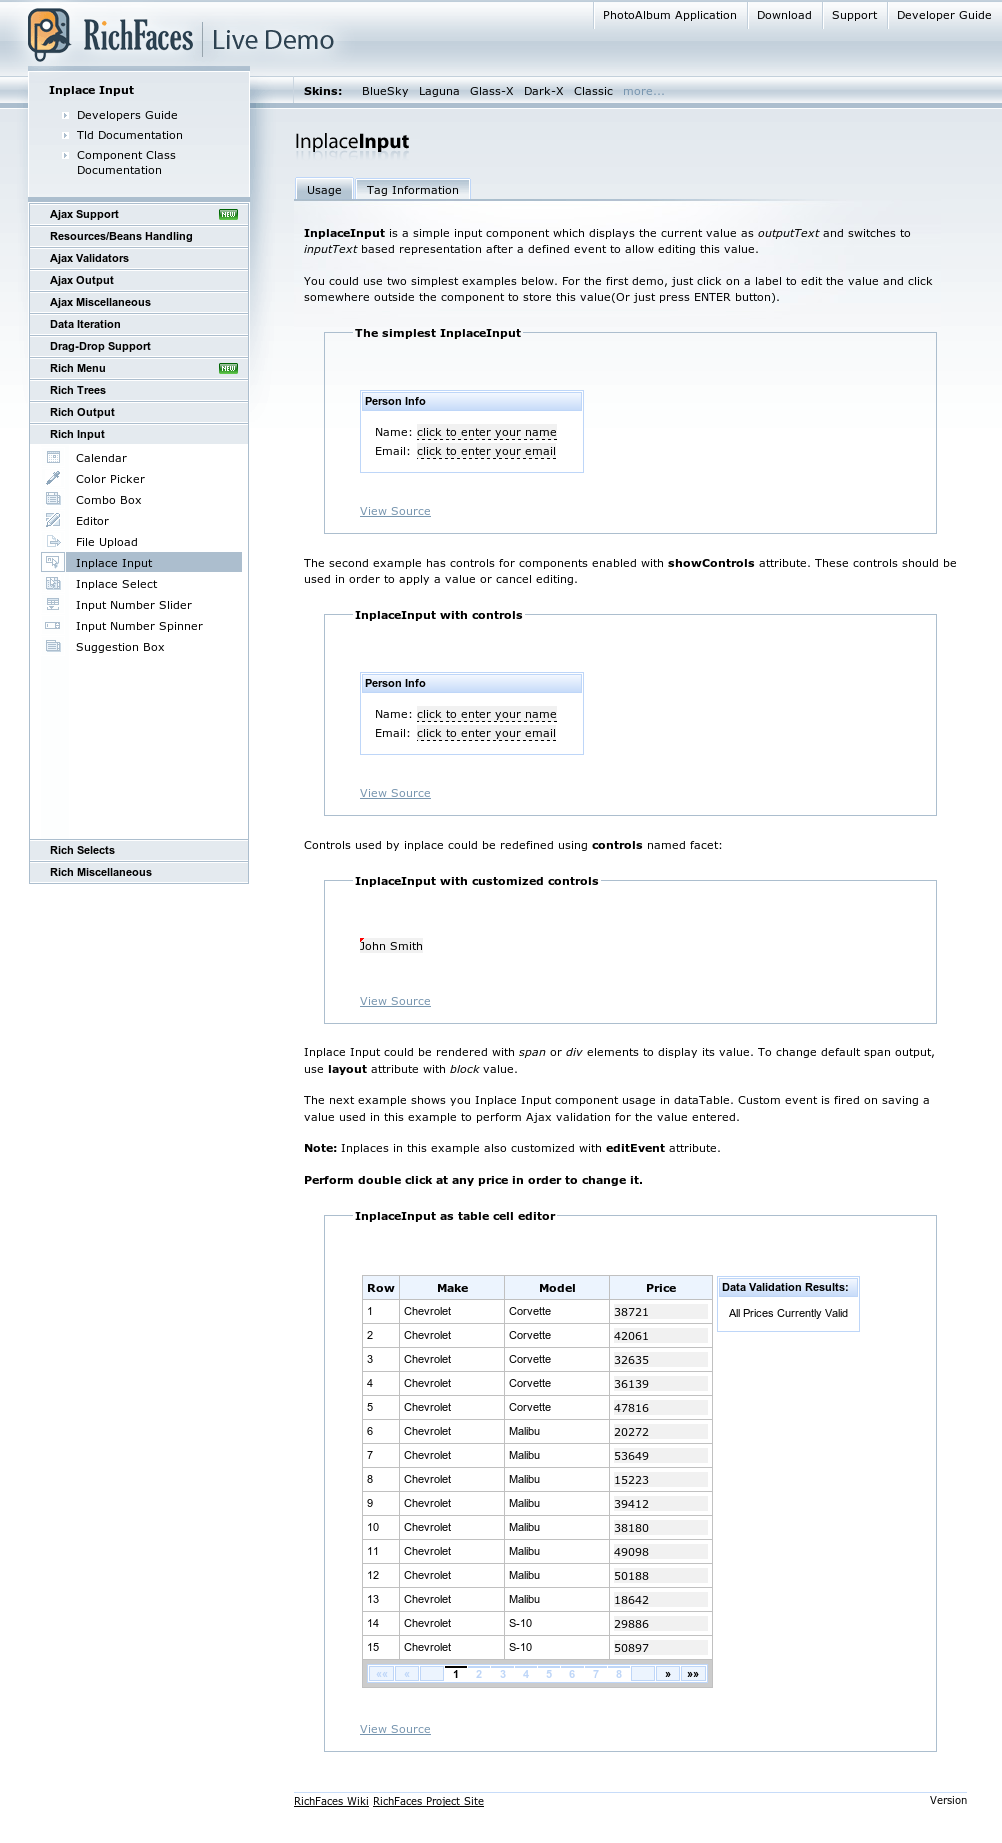 PhotoAlbum Application Download Support Developer Guide
RichFaces Live Demo
Skins: BlueSky Laguna Glass-X Dark-X Classic more...
Inplace Input
Developers Guide
Tld Documentation
Component Class
Documentation
Ajax Support NEW
Resources/Beans Handling
Ajax Validators
Ajax Output
Ajax Miscellaneous
Data Iteration
Drag-Drop Support
Rich Menu NEW
Rich Trees
Rich Output
Rich Input
Calendar
Color Picker
Combo Box
Editor
File Upload
Inplace Input
Inplace Select
Input Number Slider
Input Number Spinner
Suggestion Box
Rich Selects
Rich Miscellaneous
InplaceInput
Usage Tag Information
InplaceInput is a simple input component which displays the current value as outputText and switches to
inputText based representation after a defined event to allow editing this value.
You could use two simplest examples below. For the first demo, just click on a label to edit the value and click
somewhere outside the component to store this value(Or just press ENTER button).
The simplest InplaceInput
Person Info
Name: click to enter your name
Email: click to enter your email
View Source
The second example has controls for components enabled with showControls attribute. These controls should be
used in order to apply a value or cancel editing.
InplaceInput with controls
Person Info
Name: click to enter your name
Email: click to enter your email
View Source
Controls used by inplace could be redefined using controls named facet:
InplaceInput with customized controls
John Smith
View Source
Inplace Input could be rendered with span or div elements to display its value. To change default span output,
use layout attribute with block value.
The next example shows you Inplace Input component usage in dataTable. Custom event is fired on saving a
value used in this example to perform Ajax validation for the value entered.
Note: Inplaces in this example also customized with editEvent attribute.
Perform double click at any price in order to change it.
InplaceInput as table cell editor
Row Make Model Price
1 Chevrolet Corvette 38721
2 Chevrolet Corvette 42061
3 Chevrolet Corvette 32635
4 Chevrolet Corvette 36139
5 Chevrolet Corvette 47816
6 Chevrolet Malibu 20272
7 Chevrolet Malibu 53649
8 Chevrolet Malibu 15223
9 Chevrolet Malibu 39412
10 Chevrolet Malibu 38180
11 Chevrolet Malibu 49098
12 Chevrolet Malibu 50188
13 Chevrolet Malibu 18642
14 Chevrolet S-10 29886
15 Chevrolet S-10 50897
«« « 1 2 3 4 5 6 7 8 » »»
Data Validation Results:
All Prices Currently Valid
View Source
RichFaces Wiki RichFaces Project Site Version